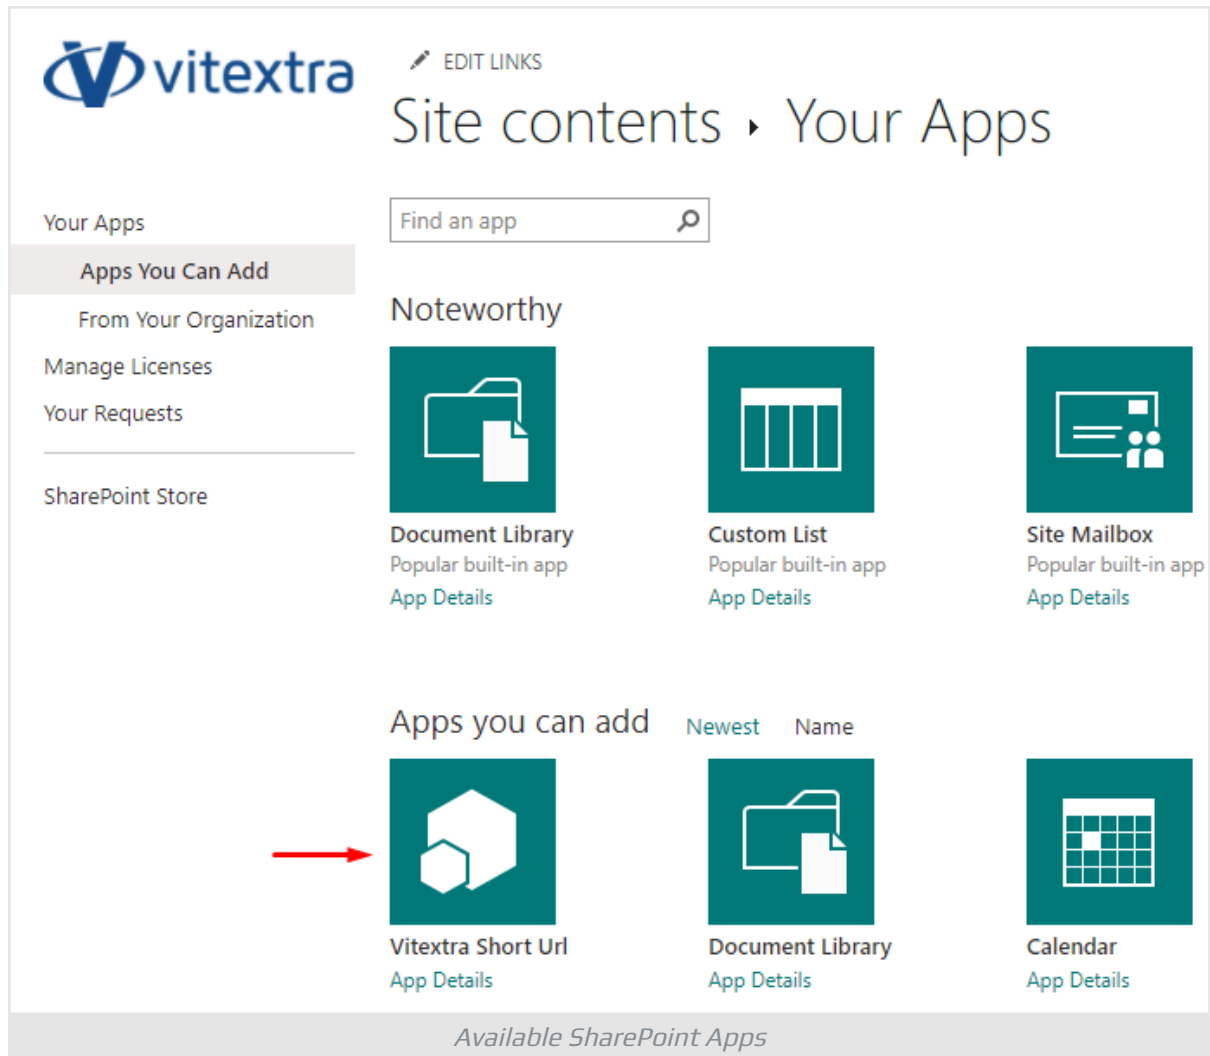 vitextra
EDIT LINKS
Site contents ▸ Your Apps
Your Apps
Apps You Can Add
From Your Organization
Manage Licenses
Your Requests
SharePoint Store
Find an app
Noteworthy
Document Library
Popular built-in app
App Details
Custom List
Popular built-in app
App Details
Site Mailbox
Popular built-in app
App Details
Apps you can add Newest Name
Vitextra Short Url
App Details
Document Library
App Details
Calendar
App Details
Available SharePoint Apps